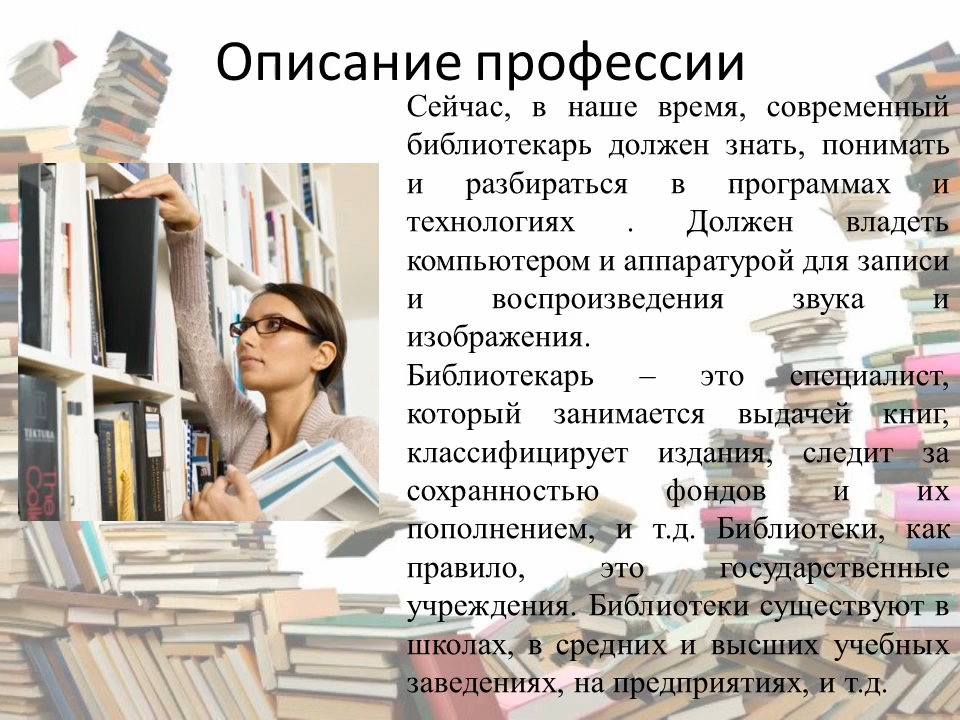 Описание профессии
Сейчас, в наше время, современный
библиотекарь должен знать, понимать
и разбираться в программах и
технологиях . Должен владеть
компьютером и аппаратурой для записи
и воспроизведения звука и
изображения.
Библиотекарь – это специалист,
который занимается выдачей книг,
классифицирует издания, следит за
сохранностью фондов и их
пополнением, и т.д. Библиотеки, как
правило, это государственные
учреждения. Библиотеки существуют в
школах, в средних и высших учебных
заведениях, на предприятиях, и т.д.
TEKTURA